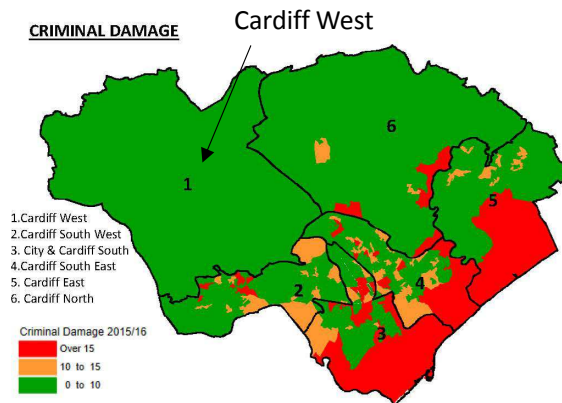 Cardiff West
CRIMINAL DAMAGE
6
1
5
1.Cardiff West
2.Cardiff South West
3. City & Cardiff South
4.Cardiff South East
5. Cardiff East
6. Cardiff North
2
4
3
Criminal Damage 2015/16
Over 15
10 to 15
0 to 10